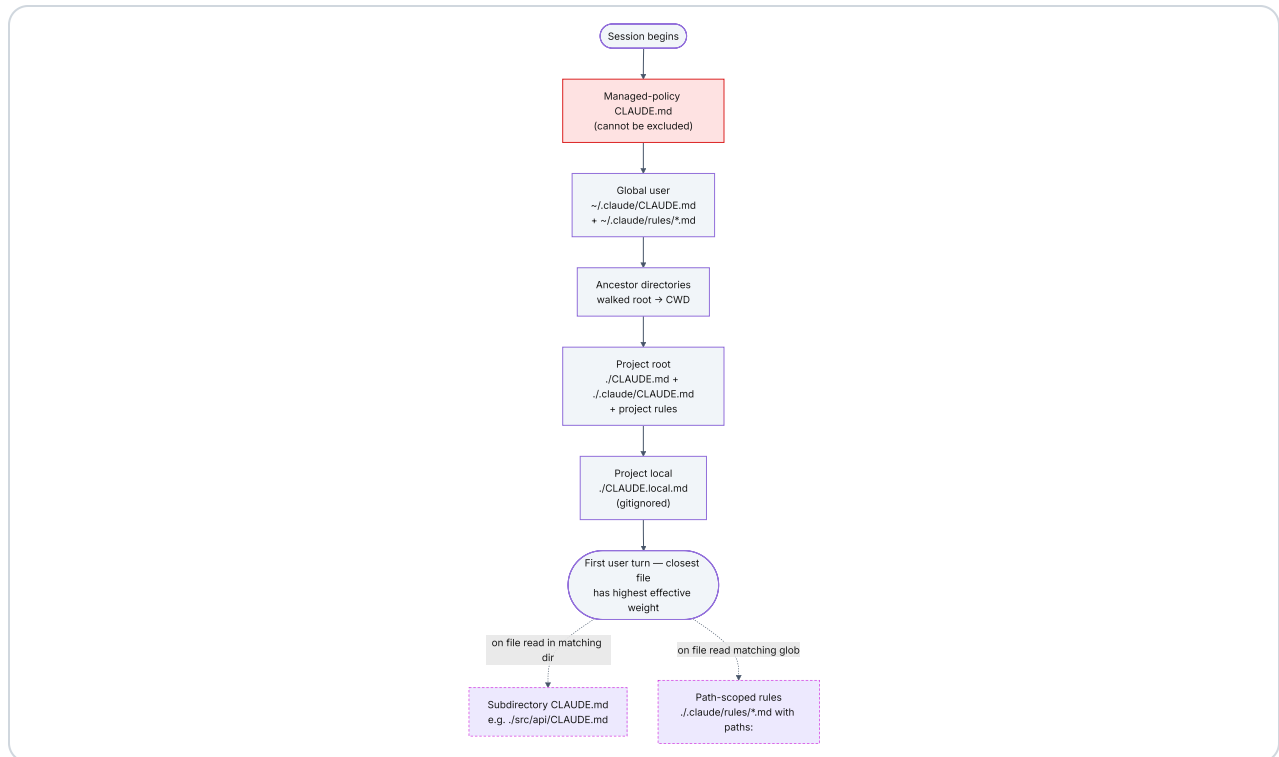 Session begins
Managed-policy
CLAUDE.md
(cannot be excluded)
Global user
~/.claude/CLAUDE.md
+ ~/.claude/rules/*.md
Ancestor directories
walked root → CWD
Project root
./CLAUDE.md +
./.claude/CLAUDE.md
+ project rules
Project local
./CLAUDE.local.md
(gitignored)
First user turn — closest
file
has highest effective
weight
on file read in matching
dir
on file read matching glob
Subdirectory CLAUDE.md
e.g. ./src/api/CLAUDE.md
Path-scoped rules
./.claude/rules/*.md with
paths: